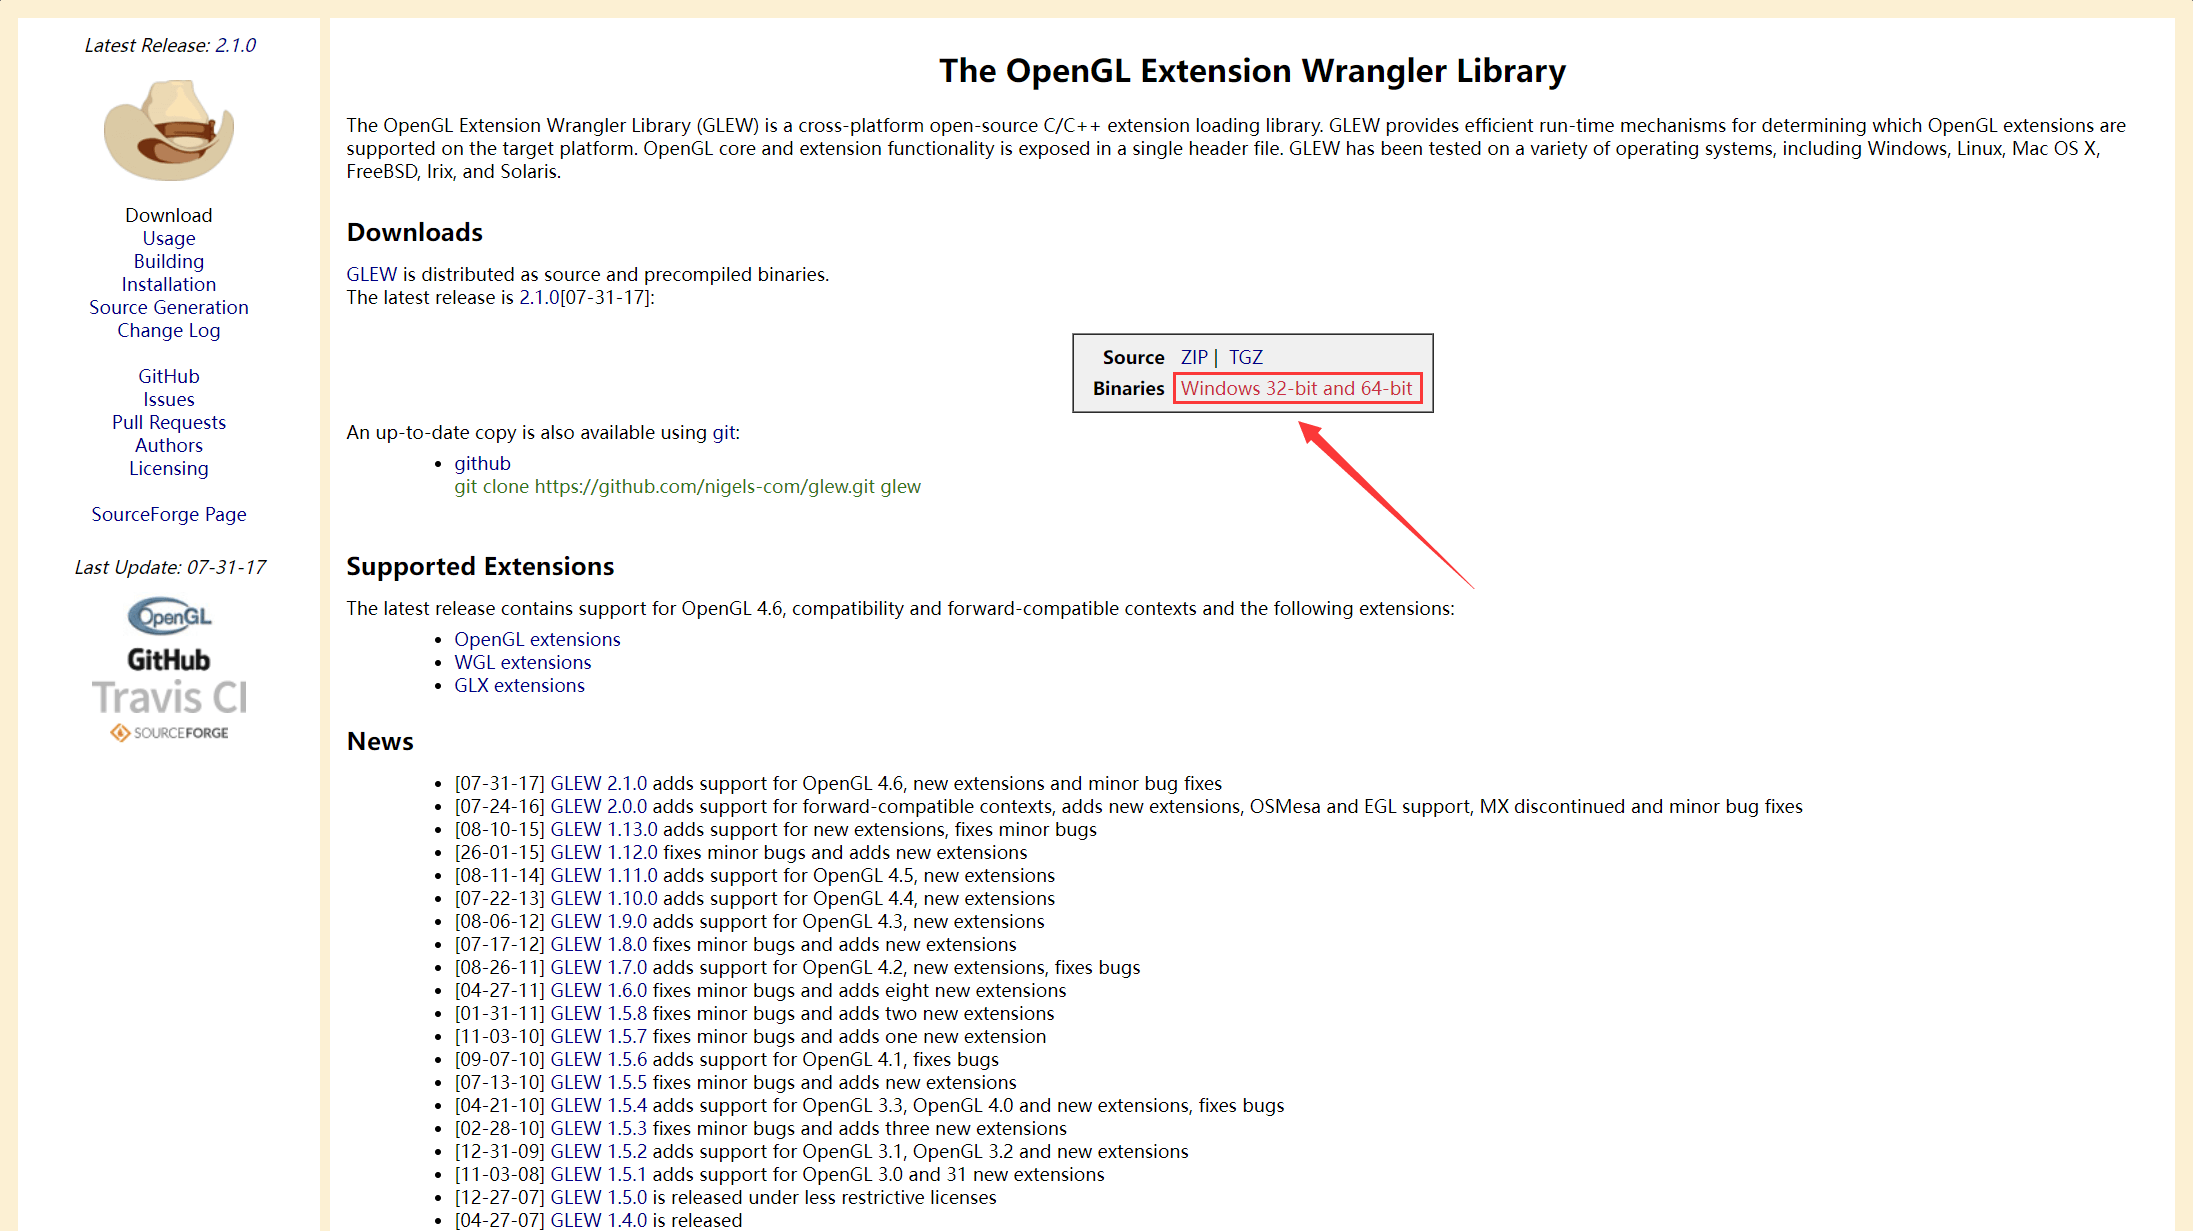 Latest Release: 2.1.0
Download
Usage
Building
Installation
Source Generation
Change Log
GitHub
Issues
Pull Requests
Authors
Licensing
SourceForge Page
Last Update: 07-31-17
OpenGL
GitHub
Travis CI
SOURCEFORGE
The OpenGL Extension Wrangler Library
The OpenGL Extension Wrangler Library (GLEW) is a cross-platform open-source C/C++ extension loading library. GLEW provides efficient run-time mechanisms for determining which OpenGL extensions are
supported on the target platform. OpenGL core and extension functionality is exposed in a single header file. GLEW has been tested on a variety of operating systems, including Windows, Linux, Mac OS X,
FreeBSD, Irix, and Solaris.
Downloads
GLEW is distributed as source and precompiled binaries.
The latest release is 2.1.0[07-31-17]:
Source ZIP | TGZ
Binaries Windows 32-bit and 64-bit
An up-to-date copy is also available using git:
• github
git clone https://github.com/nigels-com/glew.git glew
Supported Extensions
The latest release contains support for OpenGL 4.6, compatibility and forward-compatible contexts and the following extensions:
• OpenGL extensions
• WGL extensions
• GLX extensions
News
• [07-31-17] GLEW 2.1.0 adds support for OpenGL 4.6, new extensions and minor bug fixes
• [07-24-16] GLEW 2.0.0 adds support for forward-compatible contexts, adds new extensions, OSMesa and EGL support, MX discontinued and minor bug fixes
• [08-10-15] GLEW 1.13.0 adds support for new extensions, fixes minor bugs
• [26-01-15] GLEW 1.12.0 fixes minor bugs and adds new extensions
• [08-11-14] GLEW 1.11.0 adds support for OpenGL 4.5, new extensions
• [07-22-13] GLEW 1.10.0 adds support for OpenGL 4.4, new extensions
• [08-06-12] GLEW 1.9.0 adds support for OpenGL 4.3, new extensions
• [07-17-12] GLEW 1.8.0 fixes minor bugs and adds new extensions
• [08-26-11] GLEW 1.7.0 adds support for OpenGL 4.2, new extensions, fixes bugs
• [04-27-11] GLEW 1.6.0 fixes minor bugs and adds eight new extensions
• [01-31-11] GLEW 1.5.8 fixes minor bugs and adds two new extensions
• [11-03-10] GLEW 1.5.7 fixes minor bugs and adds one new extension
• [09-07-10] GLEW 1.5.6 adds support for OpenGL 4.1, fixes bugs
• [07-13-10] GLEW 1.5.5 fixes minor bugs and adds new extensions
• [04-21-10] GLEW 1.5.4 adds support for OpenGL 3.3, OpenGL 4.0 and new extensions, fixes bugs
• [02-28-10] GLEW 1.5.3 fixes minor bugs and adds three new extensions
• [12-31-09] GLEW 1.5.2 adds support for OpenGL 3.1, OpenGL 3.2 and new extensions
• [11-03-08] GLEW 1.5.1 adds support for OpenGL 3.0 and 31 new extensions
• [12-27-07] GLEW 1.5.0 is released under less restrictive licenses
• [04-27-07] GLEW 1.4.0 is released